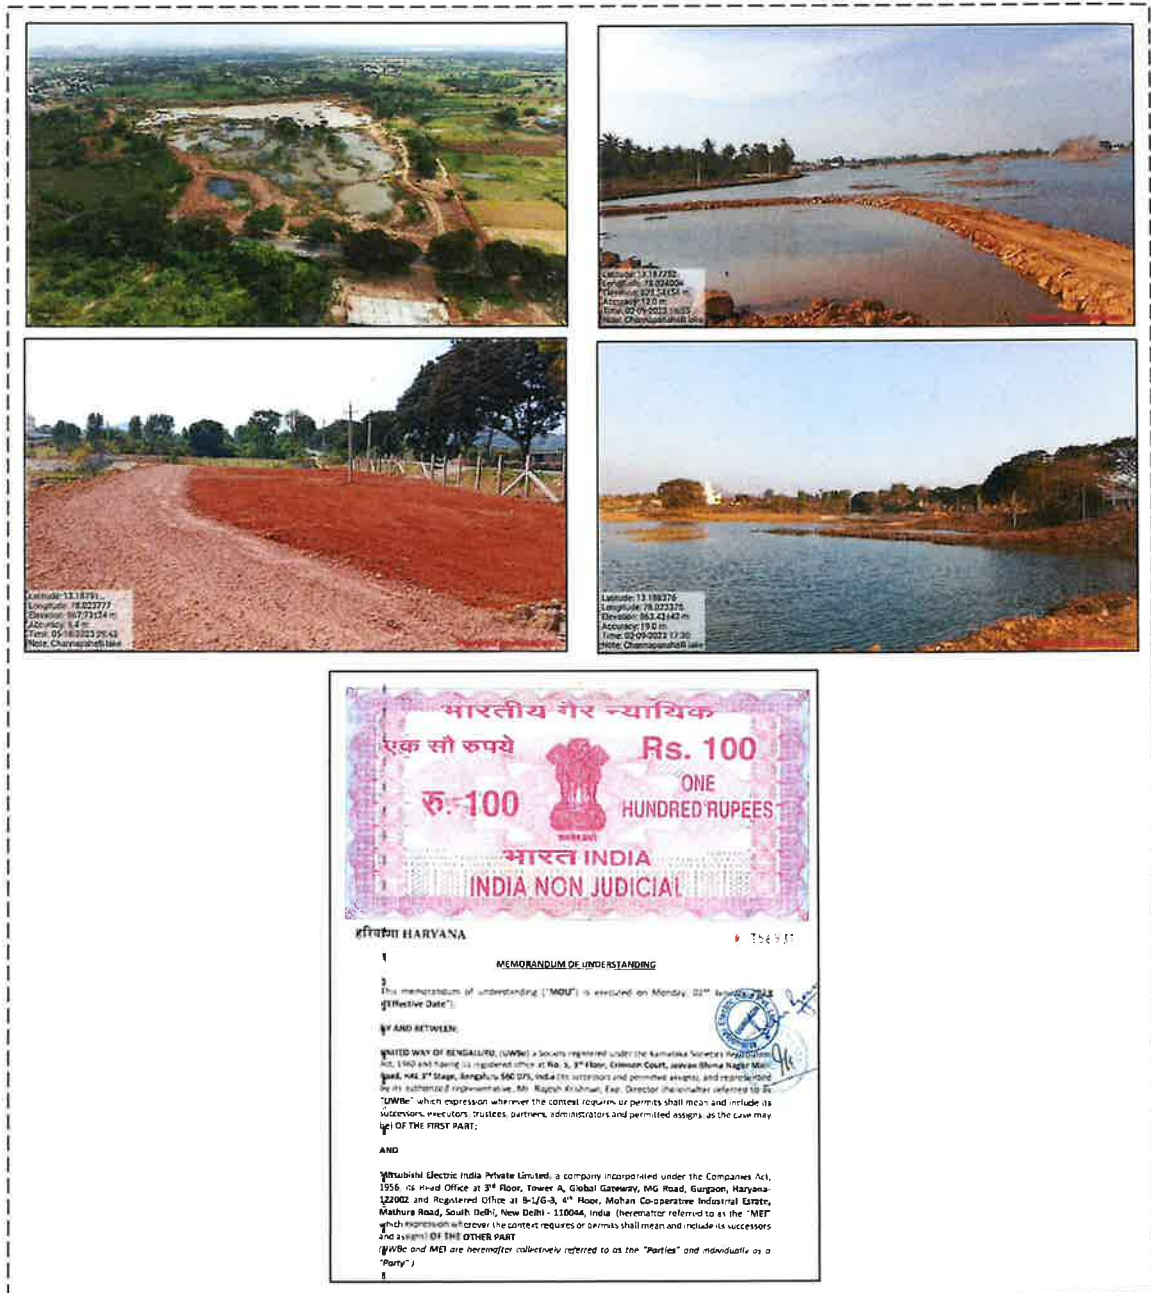 Latitude: 13.187752
Longitude: 78.024004
Accuracy: 12.0 m
Time: 02-09-2023
Note: Channapanahalli lake
Longitude: 78.023777
Accuracy: 6.4 m
Note: Channapanahalli lake
Latitude: 13.188376
Longitude: 78.023375
Accuracy: 19.0 m
Time: 02-09-2023 17:30
Note: Channapanahalli lake
भारतीय गैर न्यायिक
एक सौ रुपये
Rs. 100
रु. 100
ONE
HUNDRED RUPEES
सत्यमेव जयते
भारत INDIA
INDIA NON JUDICIAL
हरियाणा HARYANA
MEMORANDUM OF UNDERSTANDING
This memorandum of understanding ("MOU") is executed on Monday, 02nd
("Effective Date").
BY AND BETWEEN:
UNITED WAY OF BENGALURU, (UWBe) a Society registered under the Karnataka Societies Registration
Act, 1960 and having its registered office at No. 5, 3rd Floor, Crimson Court, Jeevan Bhima Nagar Main
Road, HAL 3rd Stage, Bengaluru 560 075, India (its successors and permitted assigns, and represented
by its authorized representative, Mr. Rajesh Krishnan, Exe. Director (hereinafter referred to as
"UWBe" which expression wherever the context requires or permits shall mean and include its
successors, executors, trustees, partners, administrators and permitted assigns, as the case may
be) OF THE FIRST PART;
AND
Mitsubishi Electric India Private Limited, a company incorporated under the Companies Act,
1956, its Head Office at 3rd Floor, Tower A, Global Gateway, MG Road, Gurgaon, Haryana-
122002 and Registered Office at B-1/G-3, 4th Floor, Mohan Co-operative Industrial Estate,
Mathura Road, South Delhi, New Delhi - 110044, India (hereinafter referred to as the "MEI"
which expression wherever the context requires or permits shall mean and include its successors
and assigns) OF THE OTHER PART
(UWBe and MEI are hereinafter collectively referred to as the "Parties" and individually as a
"Party".)